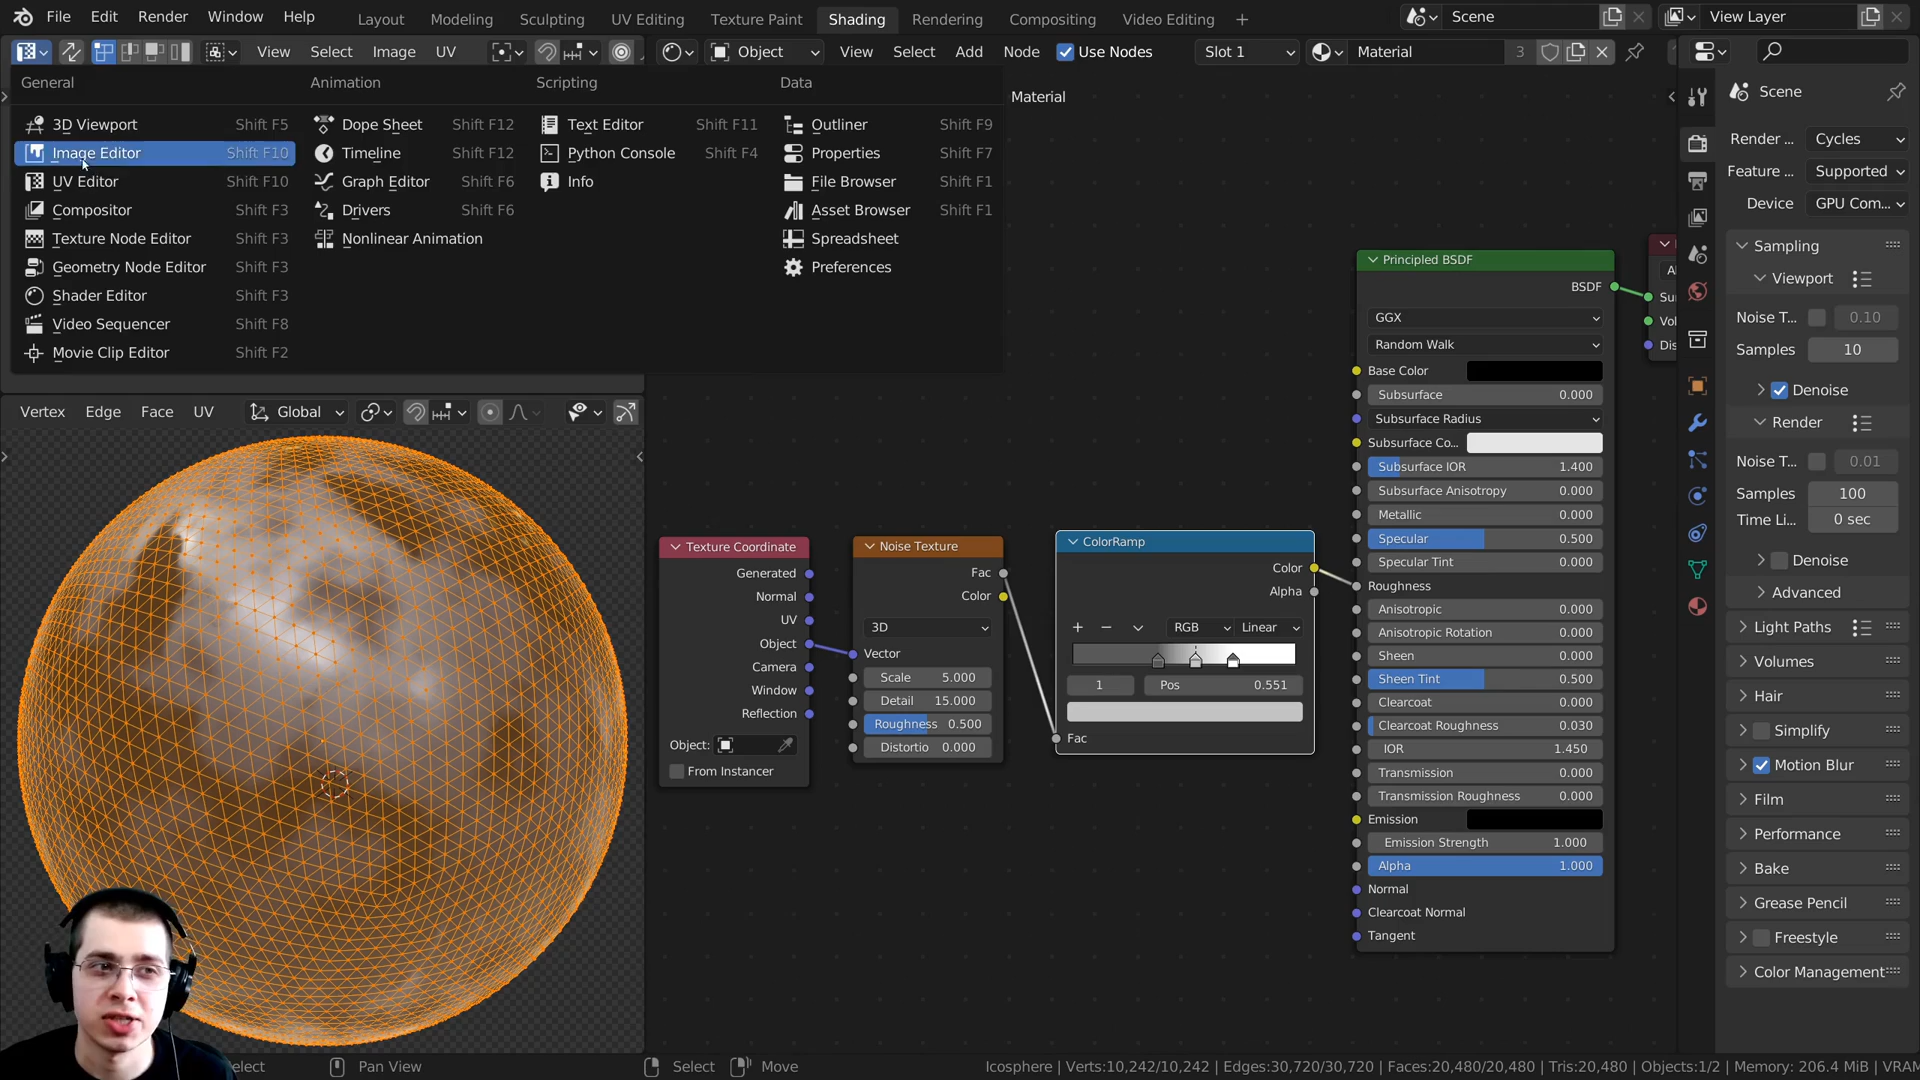 File Edit Render Window Help
Layout Modeling Sculpting UV Editing Texture Paint Shading Rendering Compositing Video Editing +
Scene
View Layer
View Select Image UV
Object
View Select Add Node Use Nodes
Slot 1
Material 3
General
3D Viewport Shift F5
Image Editor Shift F10
UV Editor Shift F10
Compositor Shift F3
Texture Node Editor Shift F3
Geometry Node Editor Shift F3
Shader Editor Shift F3
Video Sequencer Shift F8
Movie Clip Editor Shift F2
Animation
Dope Sheet Shift F12
Timeline Shift F12
Graph Editor Shift F6
Drivers Shift F6
Nonlinear Animation
Scripting
Text Editor Shift F11
Python Console Shift F4
Info
Data
Outliner Shift F9
Properties Shift F7
File Browser Shift F1
Asset Browser Shift F1
Spreadsheet
Preferences
Material
Vertex Edge Face UV
Global
Texture Coordinate
Generated
Normal
UV
Object
Camera
Window
Reflection
Object:
From Instancer
Noise Texture
Fac
Color
3D
Vector
Scale 5.000
Detail 15.000
Roughness 0.500
Distortio 0.000
ColorRamp
Color
Alpha
+ − RGB Linear
1 Pos 0.551
Fac
Principled BSDF
BSDF
GGX
Random Walk
Base Color
Subsurface 0.000
Subsurface Radius
Subsurface Co...
Subsurface IOR 1.400
Subsurface Anisotropy 0.000
Metallic 0.000
Specular 0.500
Specular Tint 0.000
Roughness
Anisotropic 0.000
Anisotropic Rotation 0.000
Sheen 0.000
Sheen Tint 0.500
Clearcoat 0.000
Clearcoat Roughness 0.030
IOR 1.450
Transmission 0.000
Transmission Roughness 0.000
Emission
Emission Strength 1.000
Alpha 1.000
Normal
Clearcoat Normal
Tangent
Al
Sur
Vol
Dis
Scene
Render ... Cycles
Feature ... Supported
Device GPU Com...
Sampling
Viewport
Noise T... 0.10
Samples 10
Denoise
Render
Noise T... 0.01
Samples 100
Time Li... 0 sec
Denoise
Advanced
Light Paths
Volumes
Hair
Simplify
Motion Blur
Film
Performance
Bake
Grease Pencil
Freestyle
Color Management
elect Pan View Select Move
Icosphere | Verts:10,242/10,242 | Edges:30,720/30,720 | Faces:20,480/20,480 | Tris:20,480 | Objects:1/2 | Memory: 206.4 MiB | VRAM